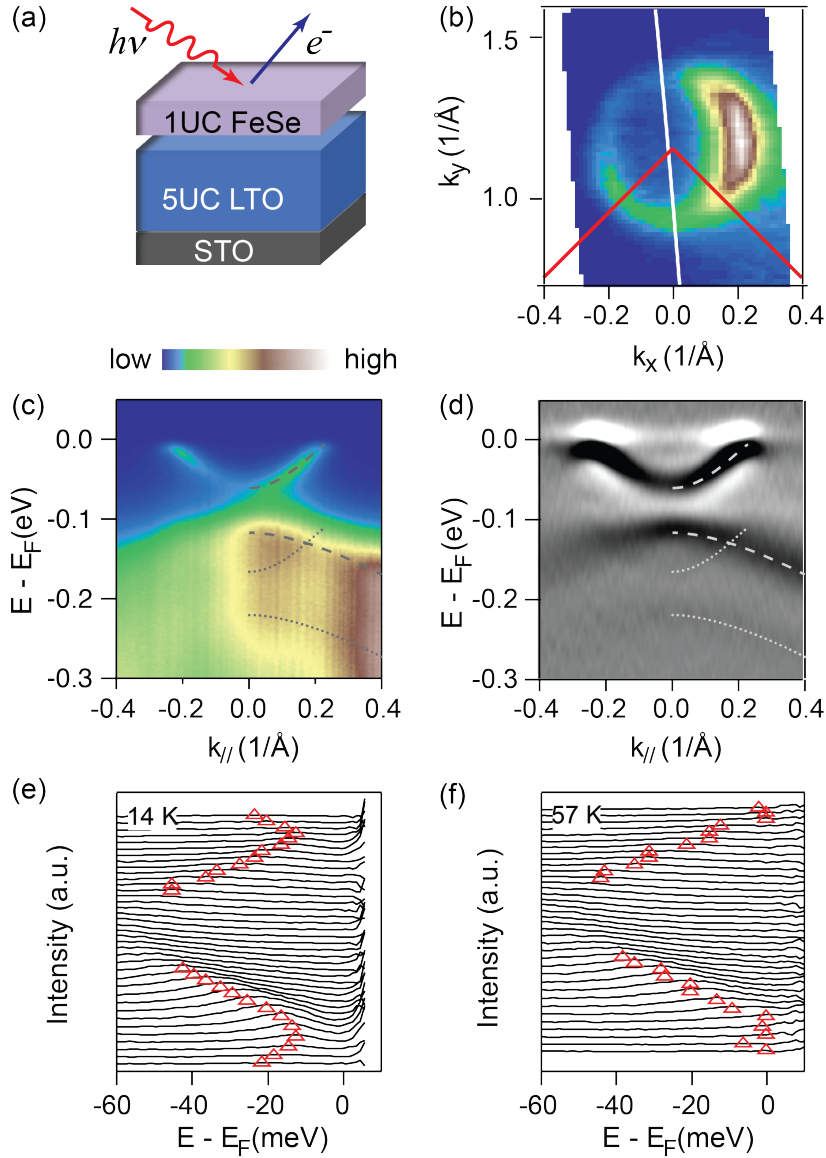 (a)
hν
e⁻
1UC FeSe
5UC LTO
STO
(b)
1.5
1.0
k_y (1/Å)
-0.4 -0.2 0.0 0.2 0.4
k_x (1/Å)
low high
(c)
0.0
-0.1
-0.2
-0.3
E - E_F(eV)
-0.4 -0.2 0.0 0.2 0.4
k_// (1/Å)
(d)
0.0
-0.1
-0.2
-0.3
E - E_F(eV)
-0.4 -0.2 0.0 0.2 0.4
k_// (1/Å)
(e)
14 K
Intensity (a.u.)
-60 -40 -20 0
E - E_F(meV)
(f)
57 K
Intensity (a.u.)
-60 -40 -20 0
E - E_F(meV)